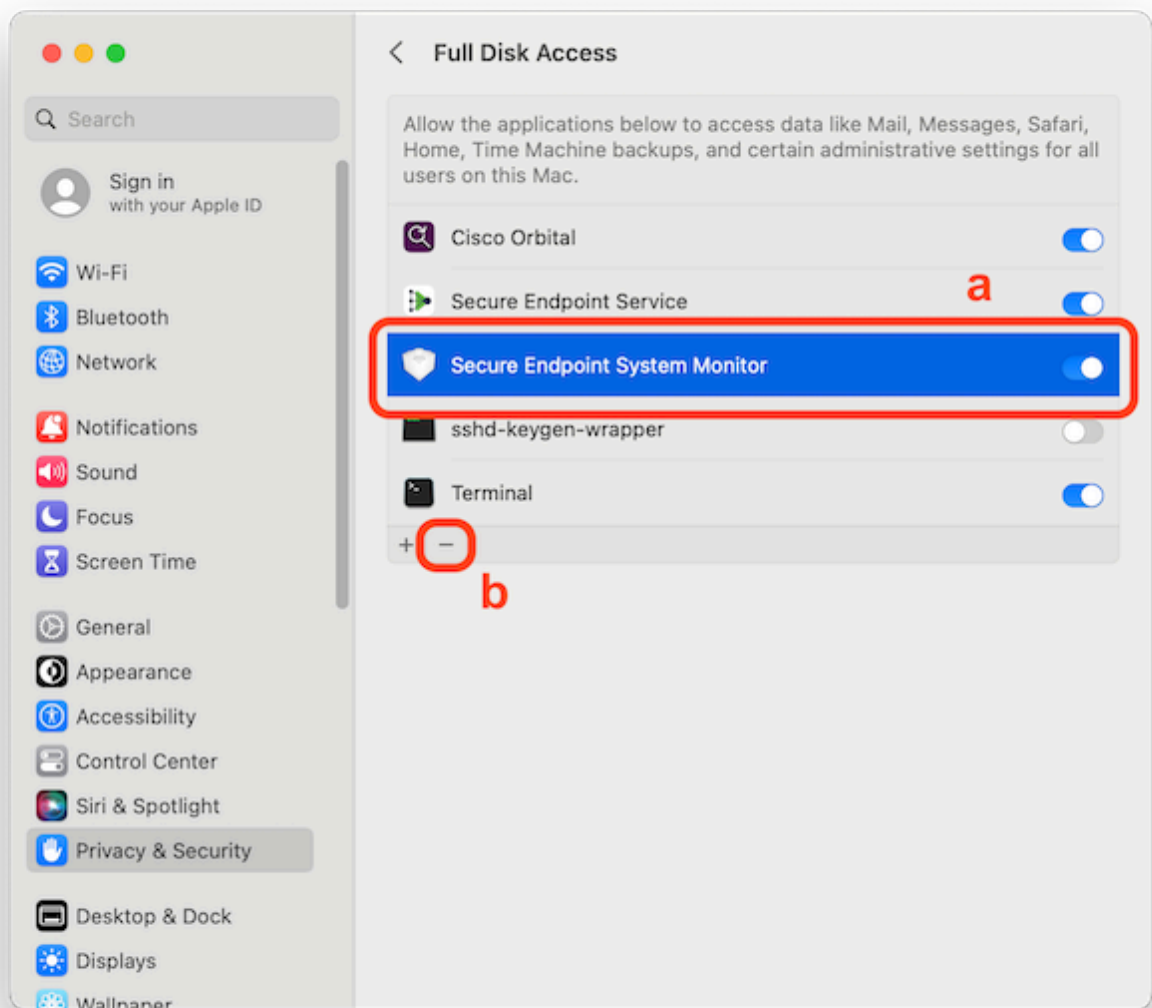 Full Disk Access
Search
Sign in
with your Apple ID
Wi-Fi
Bluetooth
Network
Notifications
Sound
Focus
Screen Time
General
Appearance
Accessibility
Control Center
Siri & Spotlight
Privacy & Security
Desktop & Dock
Displays
Wallpaper
Allow the applications below to access data like Mail, Messages, Safari,
Home, Time Machine backups, and certain administrative settings for all
users on this Mac.
Cisco Orbital
a
Secure Endpoint Service
Secure Endpoint System Monitor
sshd-keygen-wrapper
Terminal
+ −
b